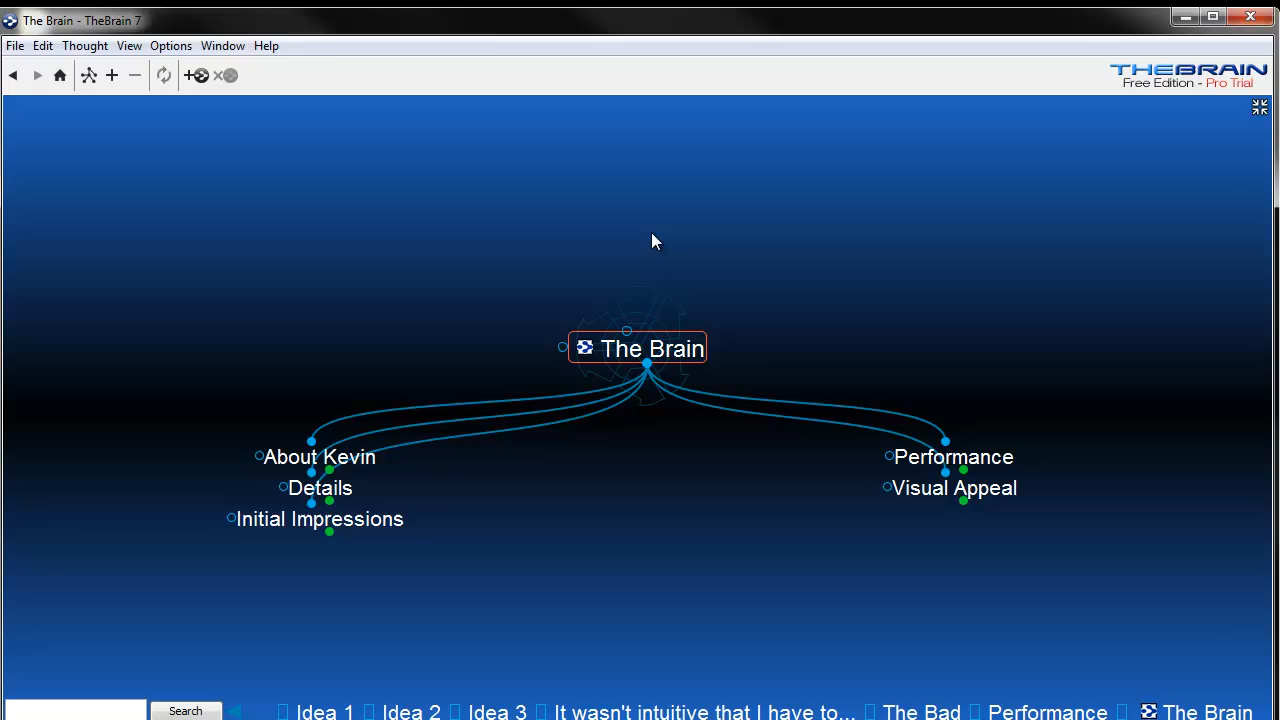 The Brain - TheBrain 7
File Edit Thought View Options Window Help
THEBRAIN
Free Edition - Pro Trial
The Brain
About Kevin
Details
Initial Impressions
Performance
Visual Appeal
Search Idea 1 Idea 2 Idea 3 It wasn't intuitive that I have to... The Bad Performance The Brain